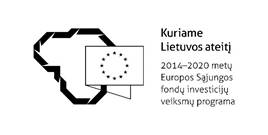 Kuriame
Lietuvos ateitį
2014–2020 metų
Europos Sąjungos
fondų investicijų
veiksmų programa